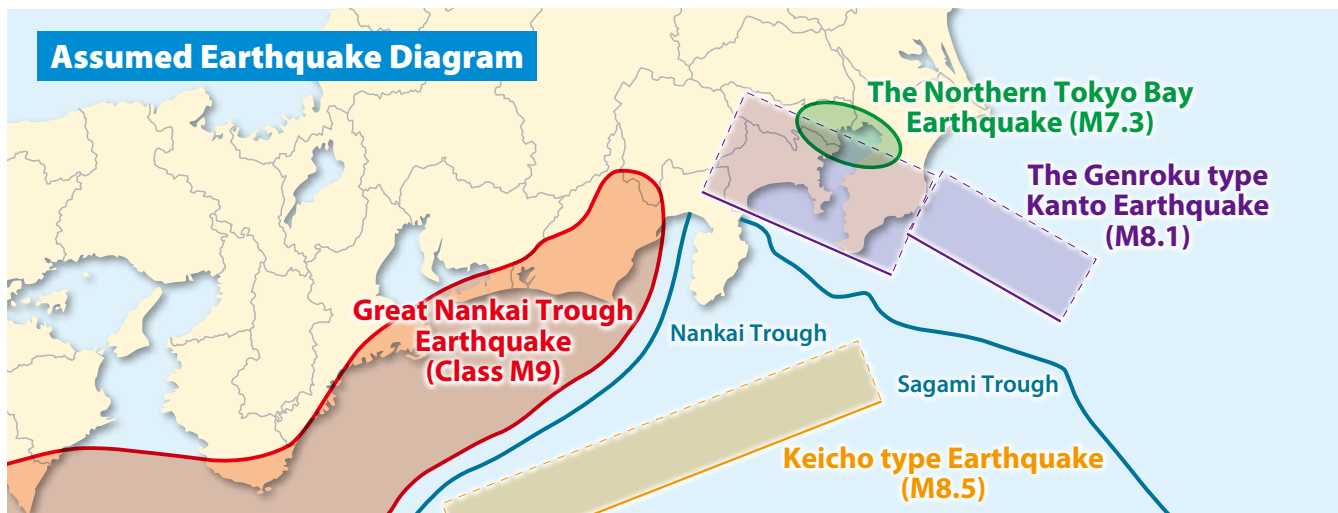 Assumed Earthquake Diagram
The Northern Tokyo Bay
Earthquake (M7.3)
The Genroku type
Kanto Earthquake
(M8.1)
Great Nankai Trough
Earthquake
(Class M9)
Nankai Trough
Sagami Trough
Keicho type Earthquake
(M8.5)